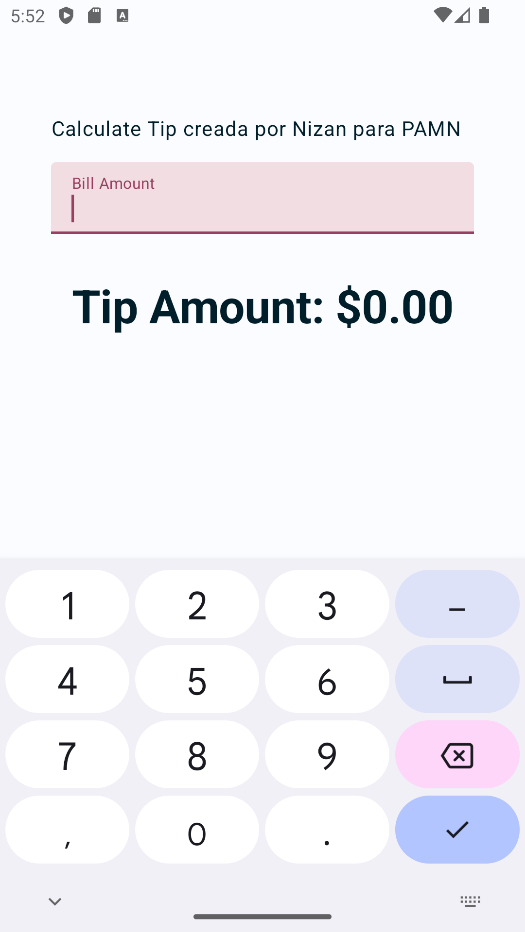 5:52
Calculate Tip creada por Nizan para PAMN
Bill Amount
Tip Amount: $0.00
1 2 3 –
4 5 6
7 8 9
, 0 .